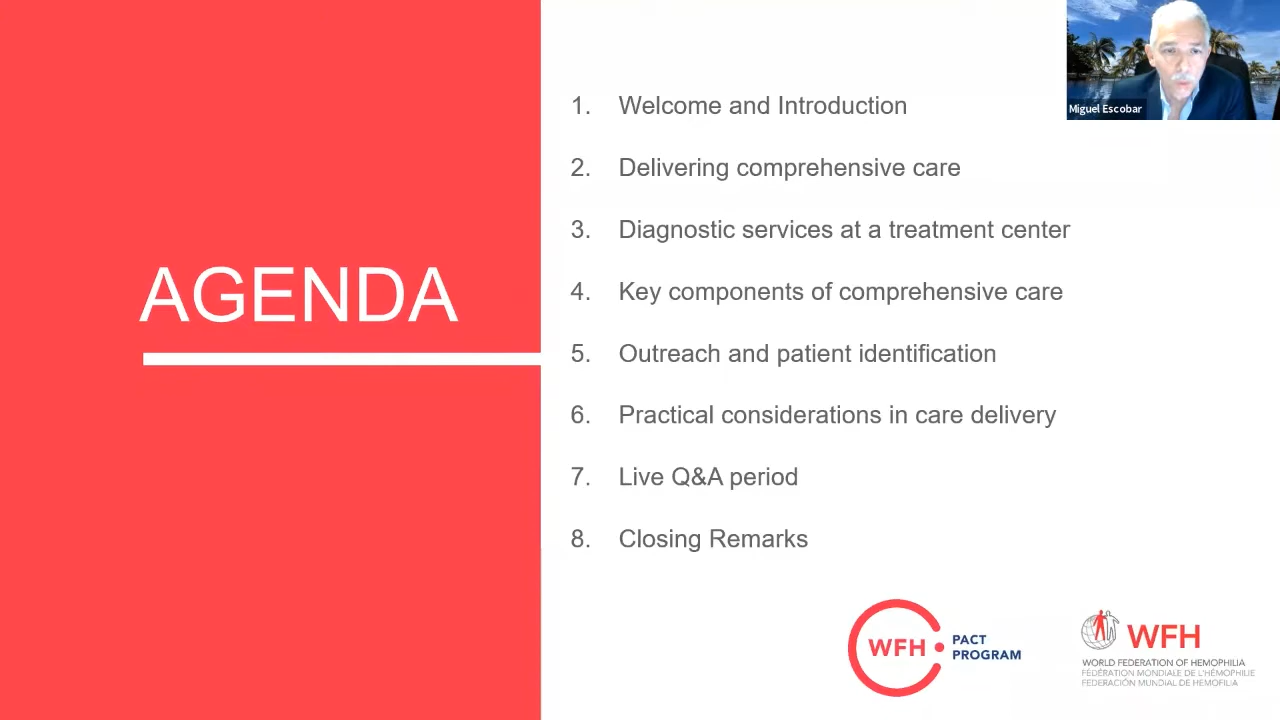 AGENDA
1. Welcome and Introduction
2. Delivering comprehensive care
3. Diagnostic services at a treatment center
4. Key components of comprehensive care
5. Outreach and patient identification
6. Practical considerations in care delivery
7. Live Q&A period
8. Closing Remarks
Miguel Escobar
WFH
PACT
PROGRAM
WFH
WORLD FEDERATION OF HEMOPHILIA
FÉDÉRATION MONDIALE DE L'HÉMOPHILIE
FEDERACIÓN MUNDIAL DE HEMOFILIA